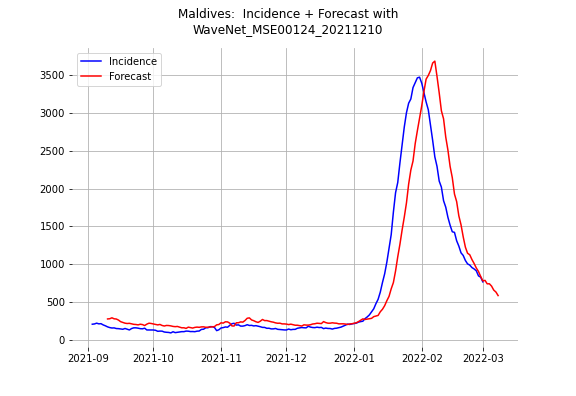 Maldives:  Incidence + Forecast with
WaveNet_MSE00124_20211210
Incidence
Forecast
3500
3000
2500
2000
1500
1000
500
0
2021-09 2021-10 2021-11 2021-12 2022-01 2022-02 2022-03